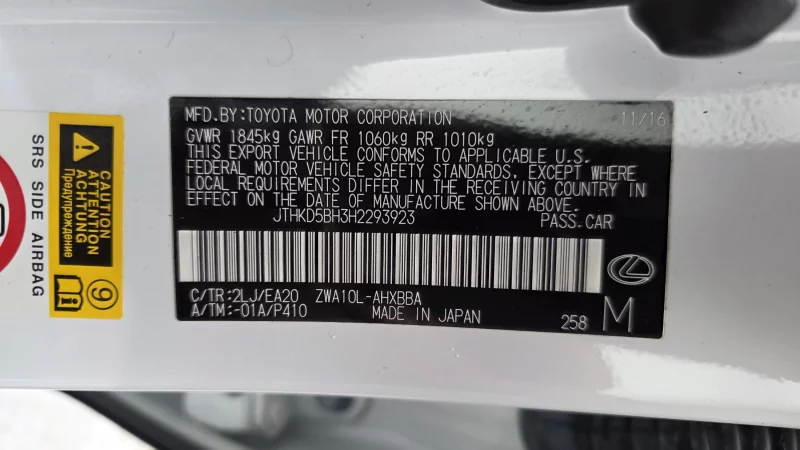 MFD.BY:TOYOTA MOTOR CORPORATION 11/16
GVWR 1845kg GAWR FR 1060kg RR 1010kg
THIS EXPORT VEHICLE CONFORMS TO APPLICABLE U.S.
FEDERAL MOTOR VEHICLE SAFETY STANDARDS. EXCEPT WHERE
LOCAL REQUIREMENTS DIFFER IN THE RECEIVING COUNTRY IN
EFFECT ON THE DATE OF MANUFACTURE SHOWN ABOVE.
JTHKD5BH3H2293923 PASS.CAR
C/TR:2LJ/EA20 ZWA10L-AHXBBA
A/TM:-01A/P410 MADE IN JAPAN 258 M
CAUTION
ATTENTION
ACHTUNG
Предупреждение
9
SRS SIDE AIRBAG